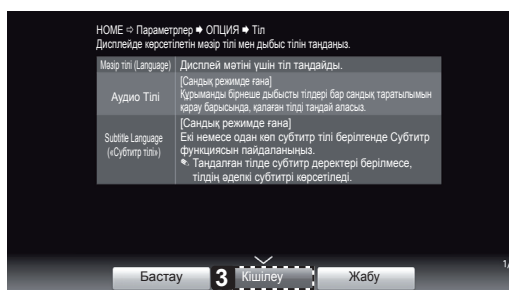 HOME ⇨ Параметрлер ➧ ОПЦИЯ ➧ Тіл
Дисплейде көрсетілетін мәзір тілі мен дыбыс тілін таңдаңыз.
Мәзір тілі (Language)
Дисплей мәтіні үшін тіл таңдайды.
Аудио Тілі
[Сандық режимде ғана]
Құрыманды бірнеше дыбысты тілдері бар сандық таратылымын
қарау барысында, қалаған тілді таңдай аласыз.
Subtitle Language
(«Субтитр тілі»)
[Сандық режимде ғана]
Екі немесе одан көп субтитр тілі берілгенде Субтитр
функциясын пайдаланыңыз.
✎ Таңдалған тілде субтитр деректері берілмесе,
тілдің әдепкі субтитрі көрсетіледі.
Бастау
3
Кішілеу
Жабу
1/